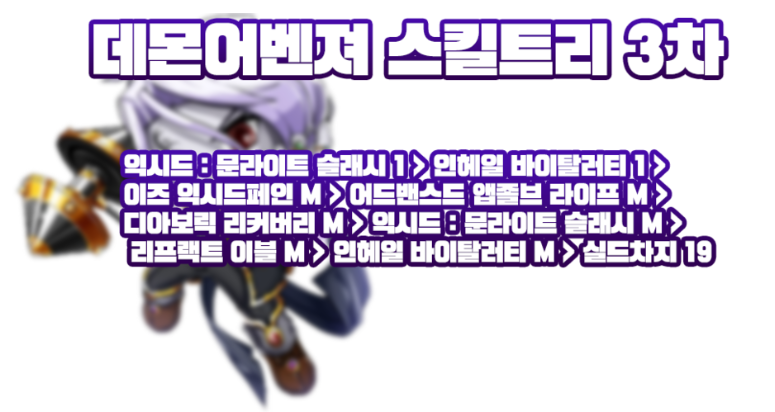 데몬어벤져 스킬트리 3차
익시드 : 문라이트 슬래시 1 > 인헤일 바이탈러티 1 >
이즈 익시드페인 M > 어드밴스드 앱졸브 라이프 M >
디아보릭 리커버리 M > 익시드 : 문라이트 슬래시 M >
리프랙트 이블 M > 인헤일 바이탈러티 M > 실드차지 19